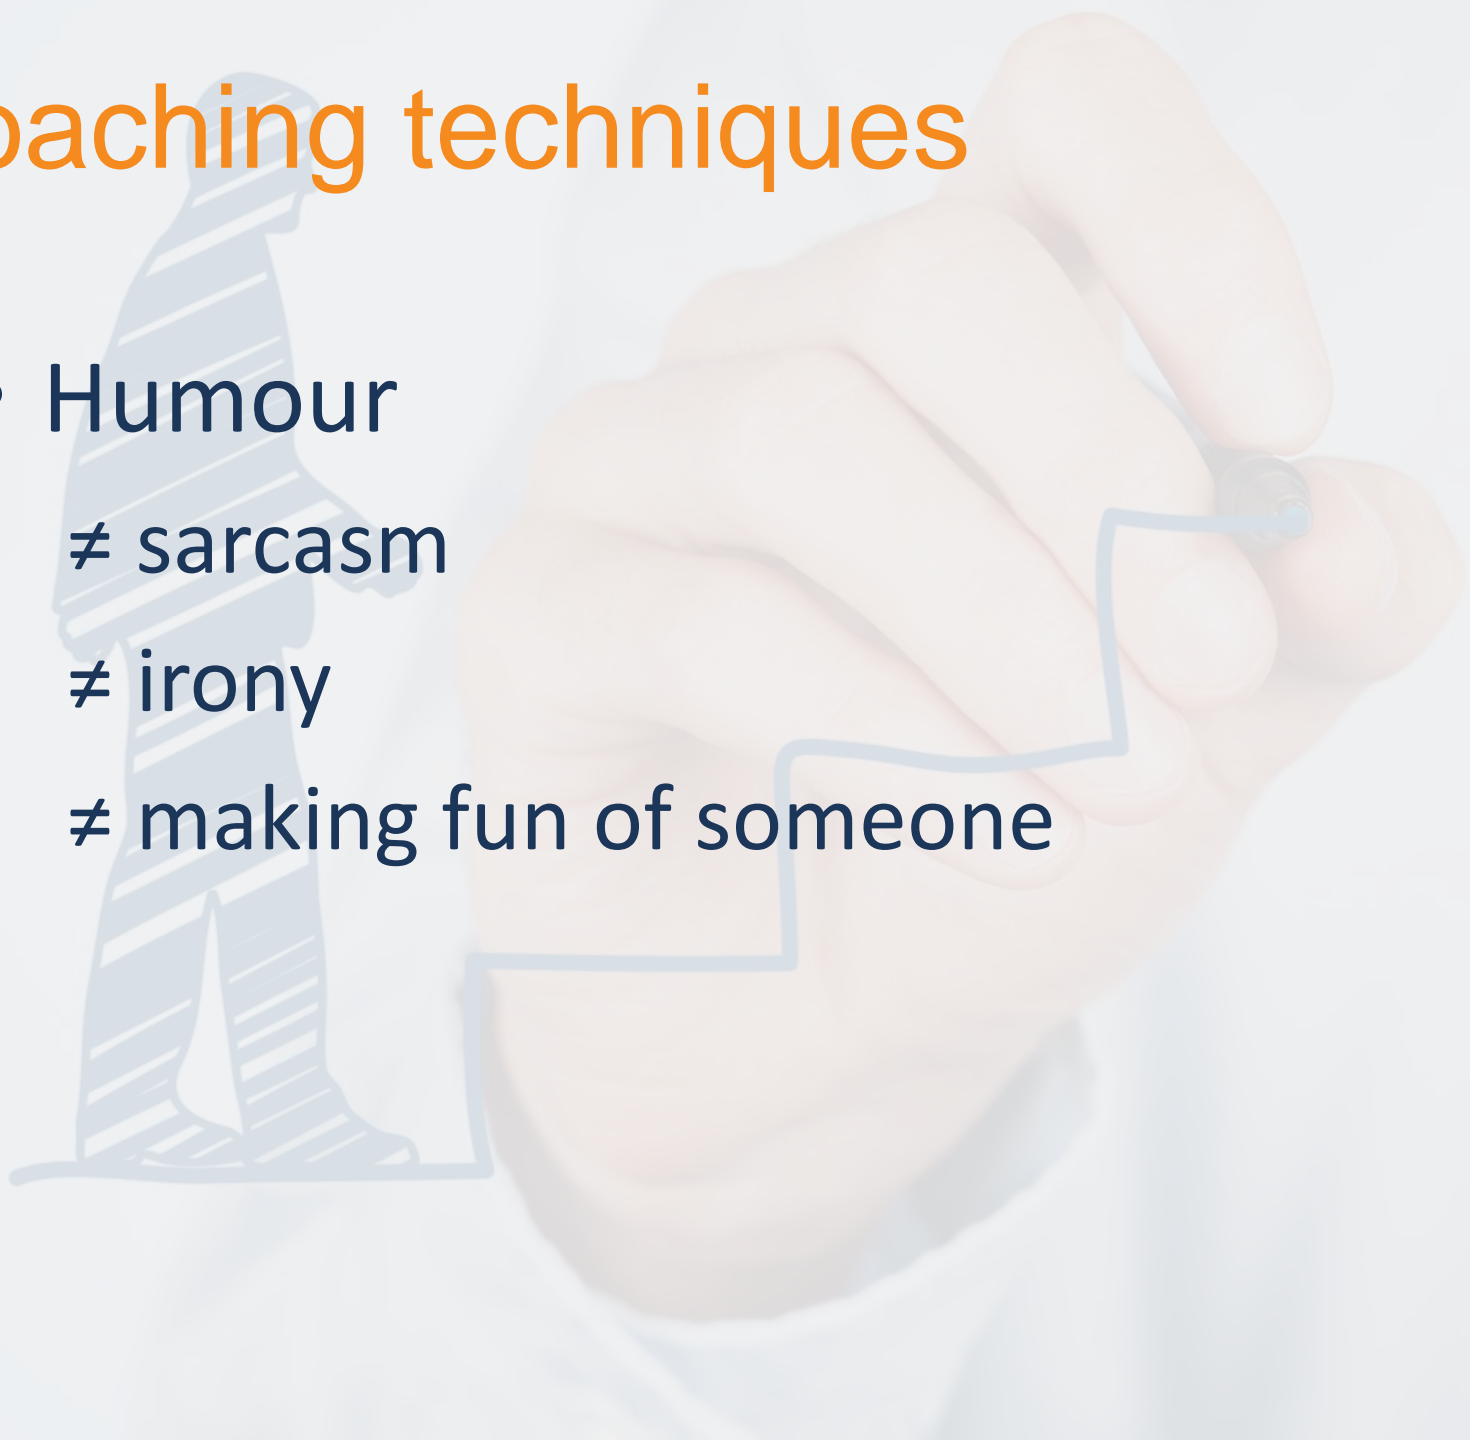 oaching techniques
• Humour
≠ sarcasm
≠ irony
≠ making fun of someone